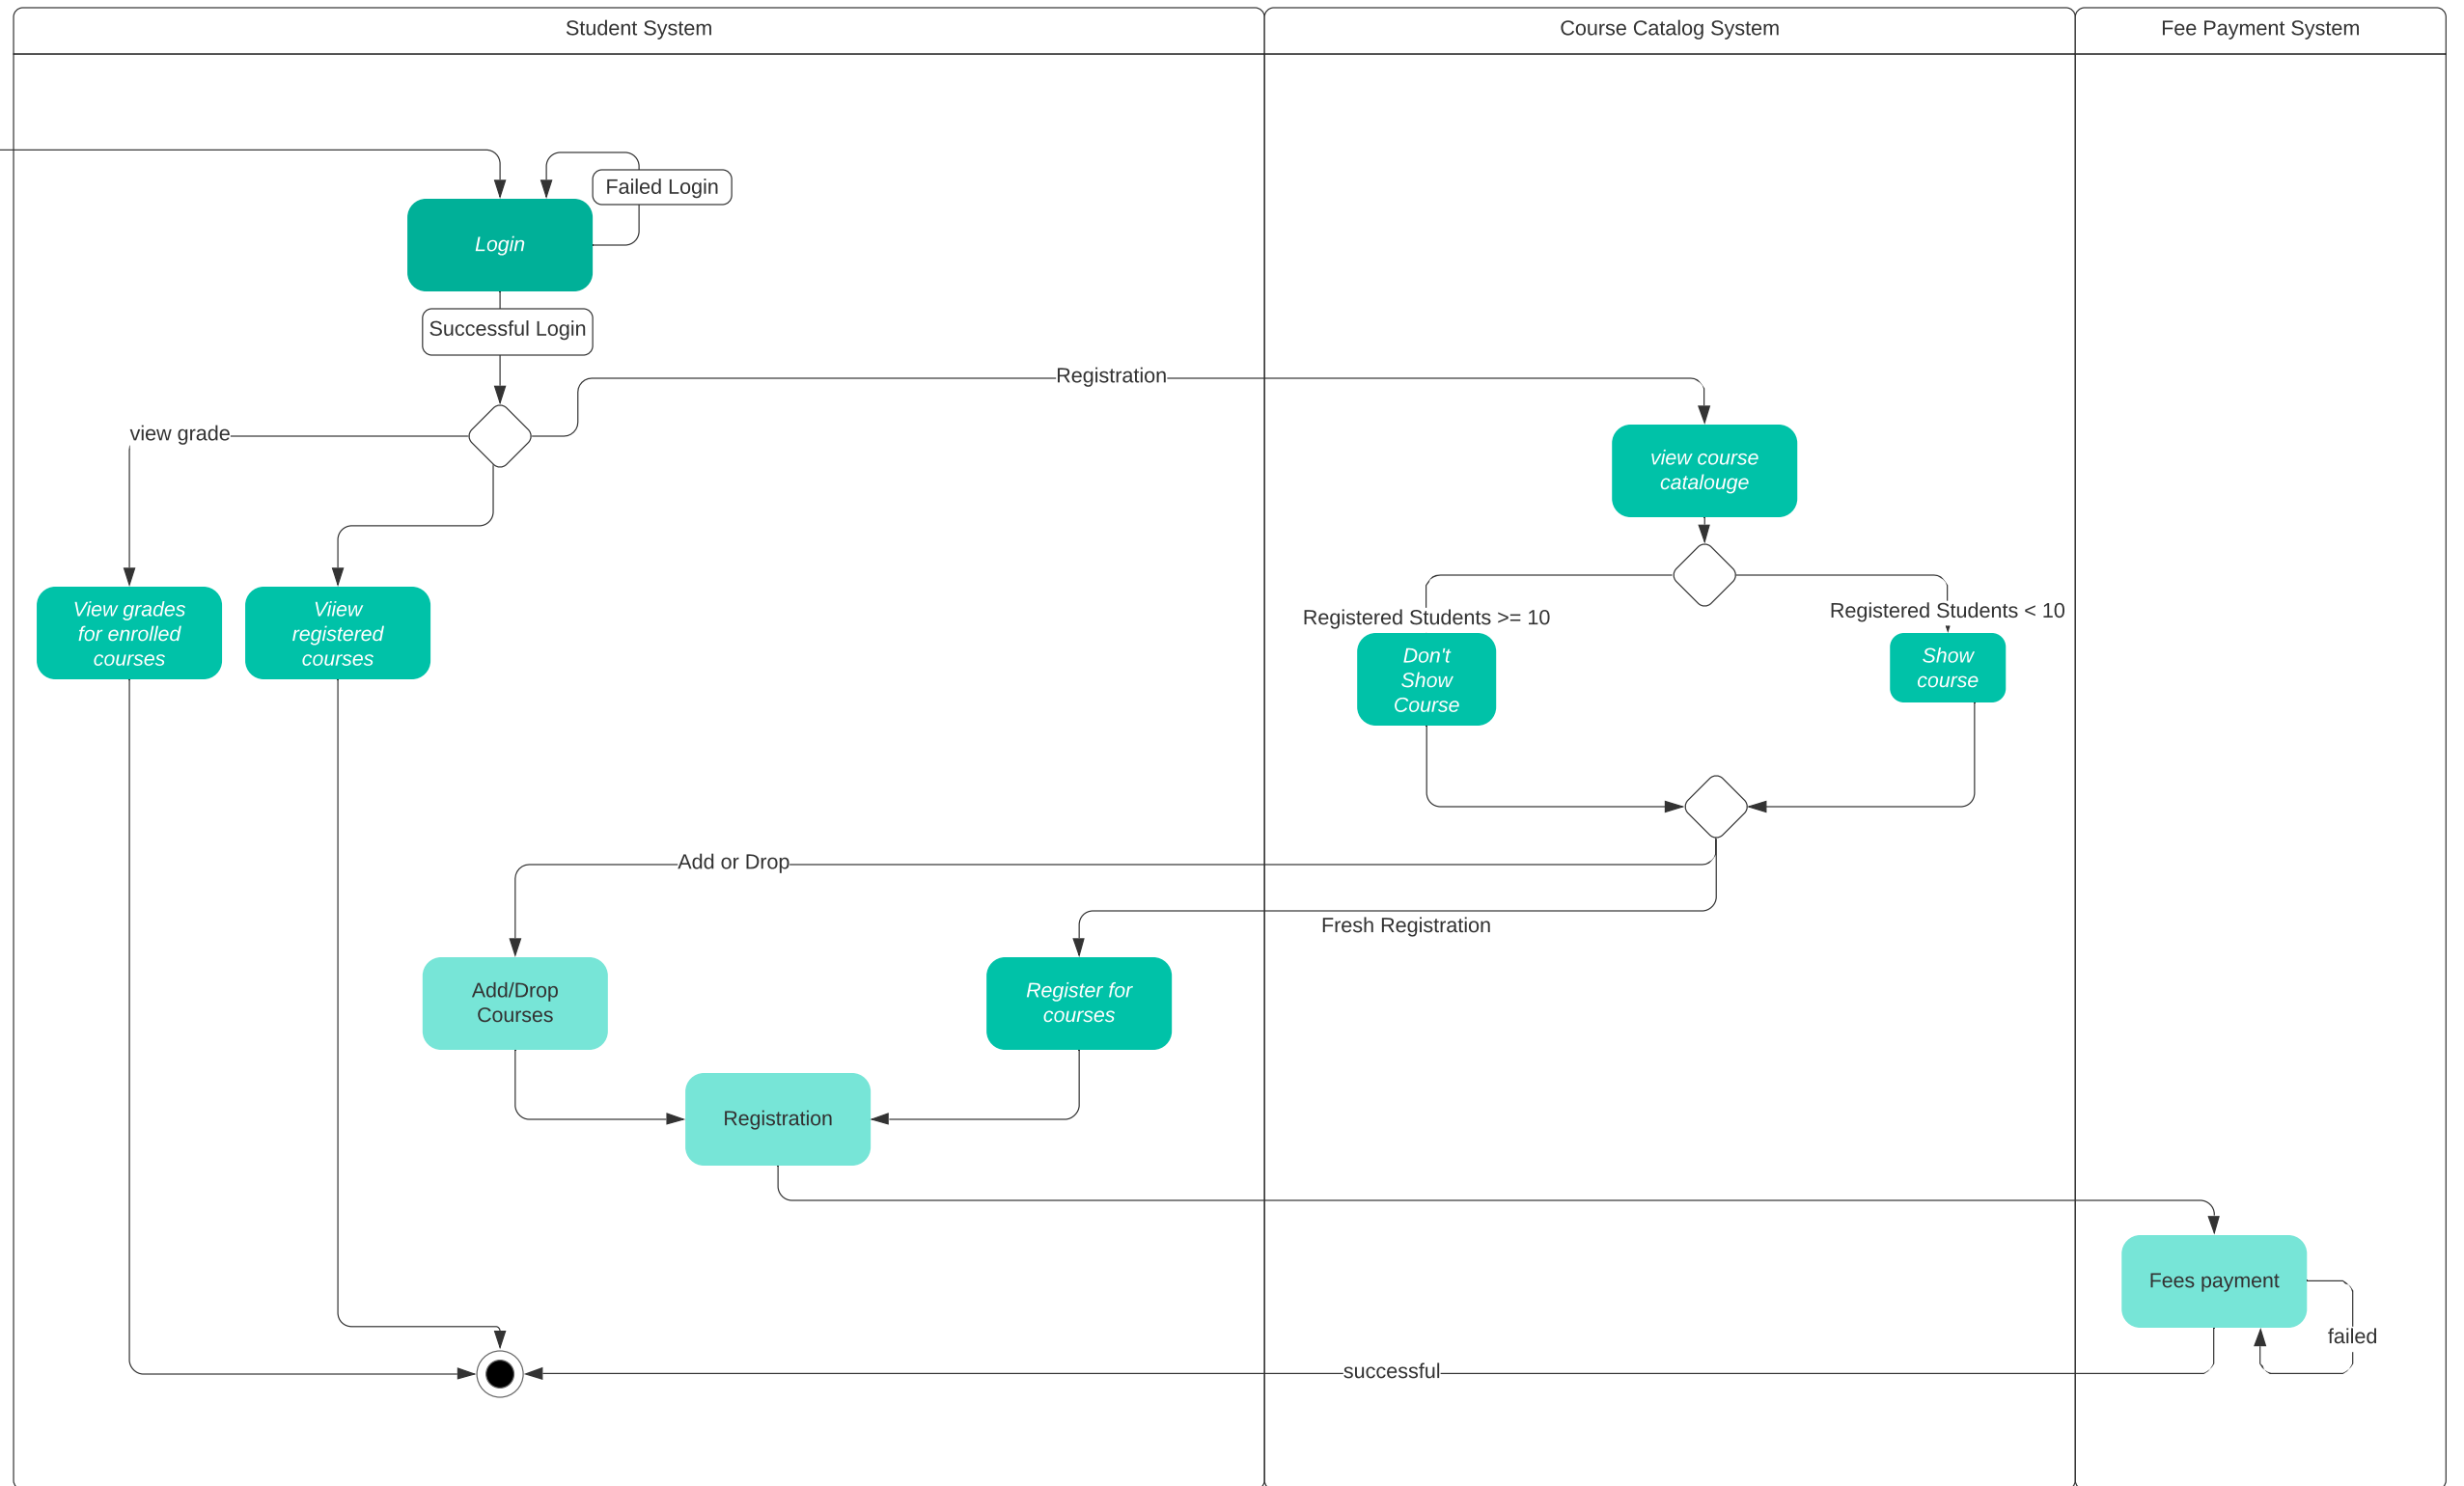 Student System
Course Catalog System
Fee Payment System
Failed Login
Login
Successful Login
Registration
view grade
view course
catalouge
View grades
for enrolled
courses
Viiew
registered
courses
Registered Students >= 10
Registered Students < 10
Don't
Show
Course
Show
course
Add or Drop
Fresh Registration
Add/Drop
Courses
Register for
courses
Registration
Fees payment
failed
successful